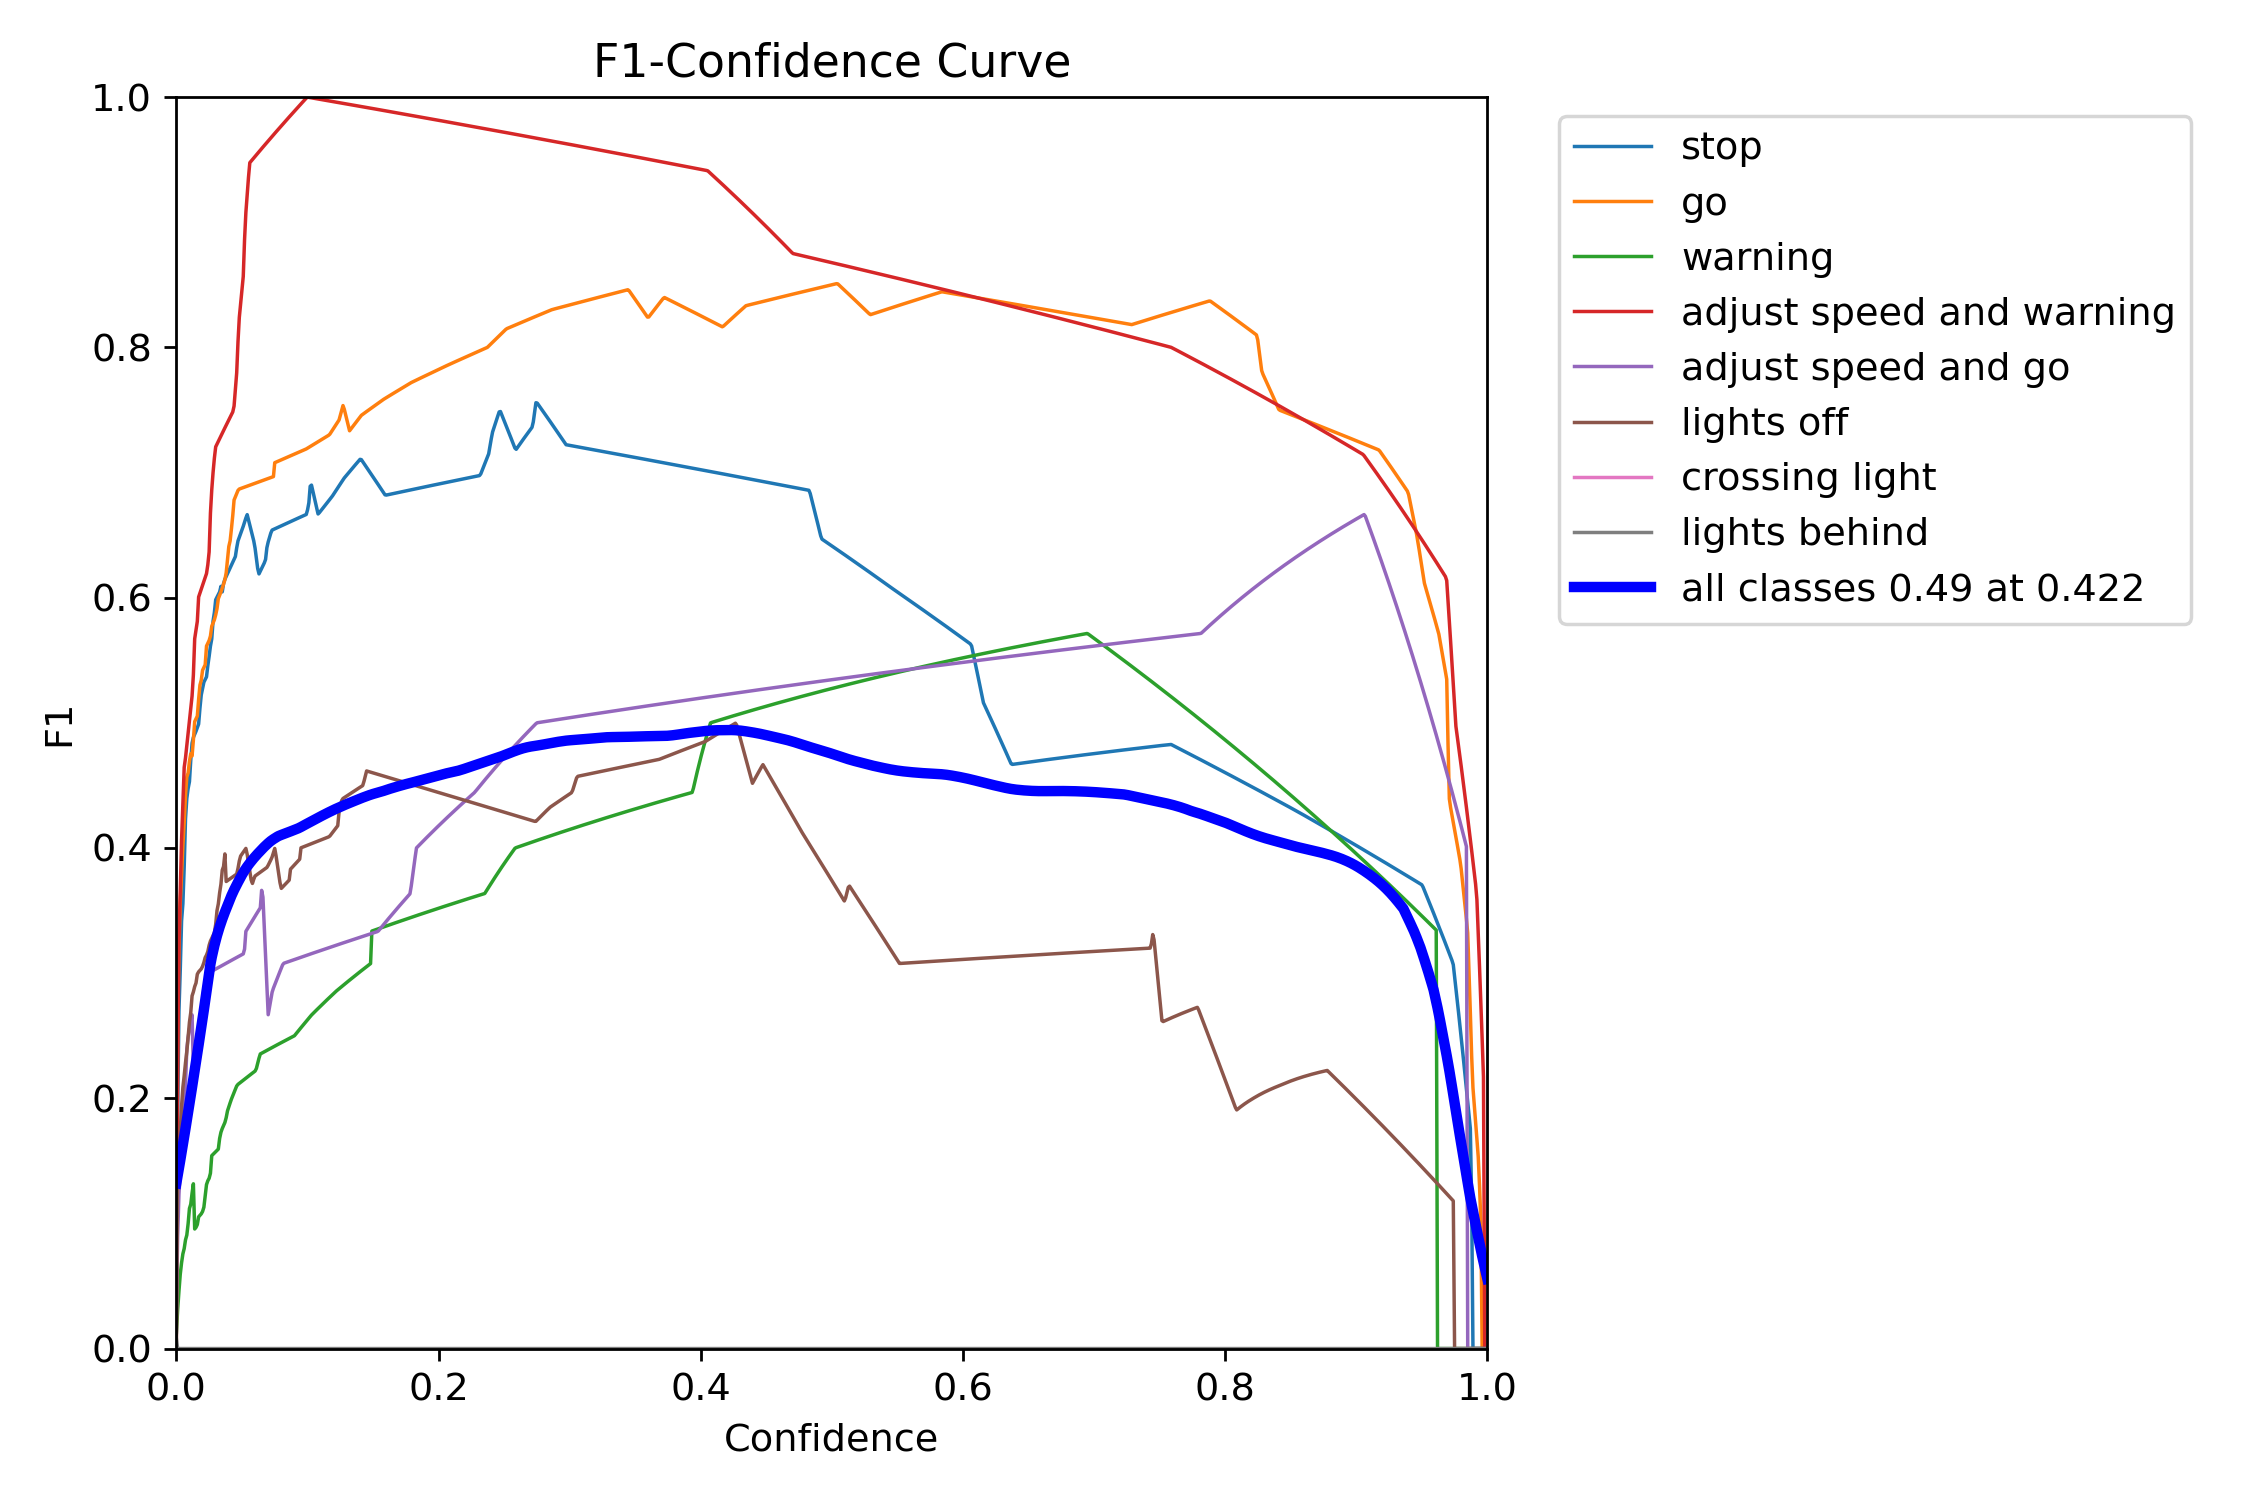 F1-Confidence Curve
1.0
0.8
0.6
0.4
0.2
0.0
F1
0.0 0.2 0.4 0.6 0.8 1.0
Confidence
stop
go
warning
adjust speed and warning
adjust speed and go
lights off
crossing light
lights behind
all classes 0.49 at 0.422